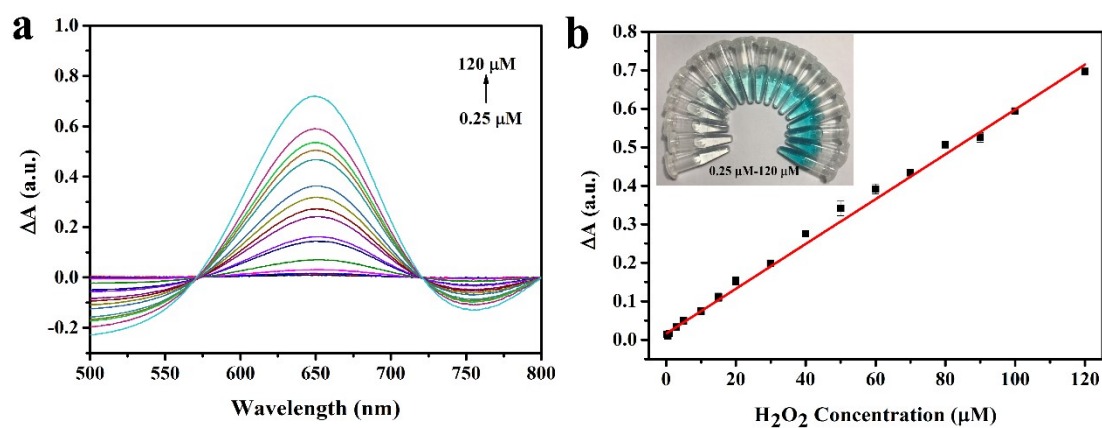 a
1.0
0.8
0.6
0.4
0.2
0.0
-0.2
ΔA (a.u.)
120 μM
0.25 μM
500 550 600 650 700 750 800
Wavelength (nm)
b
0.8
0.7
0.6
0.5
0.4
0.3
0.2
0.1
0.0
ΔA (a.u.)
0.25 μM-120 μM
0 20 40 60 80 100 120
H₂O₂ Concentration (μM)